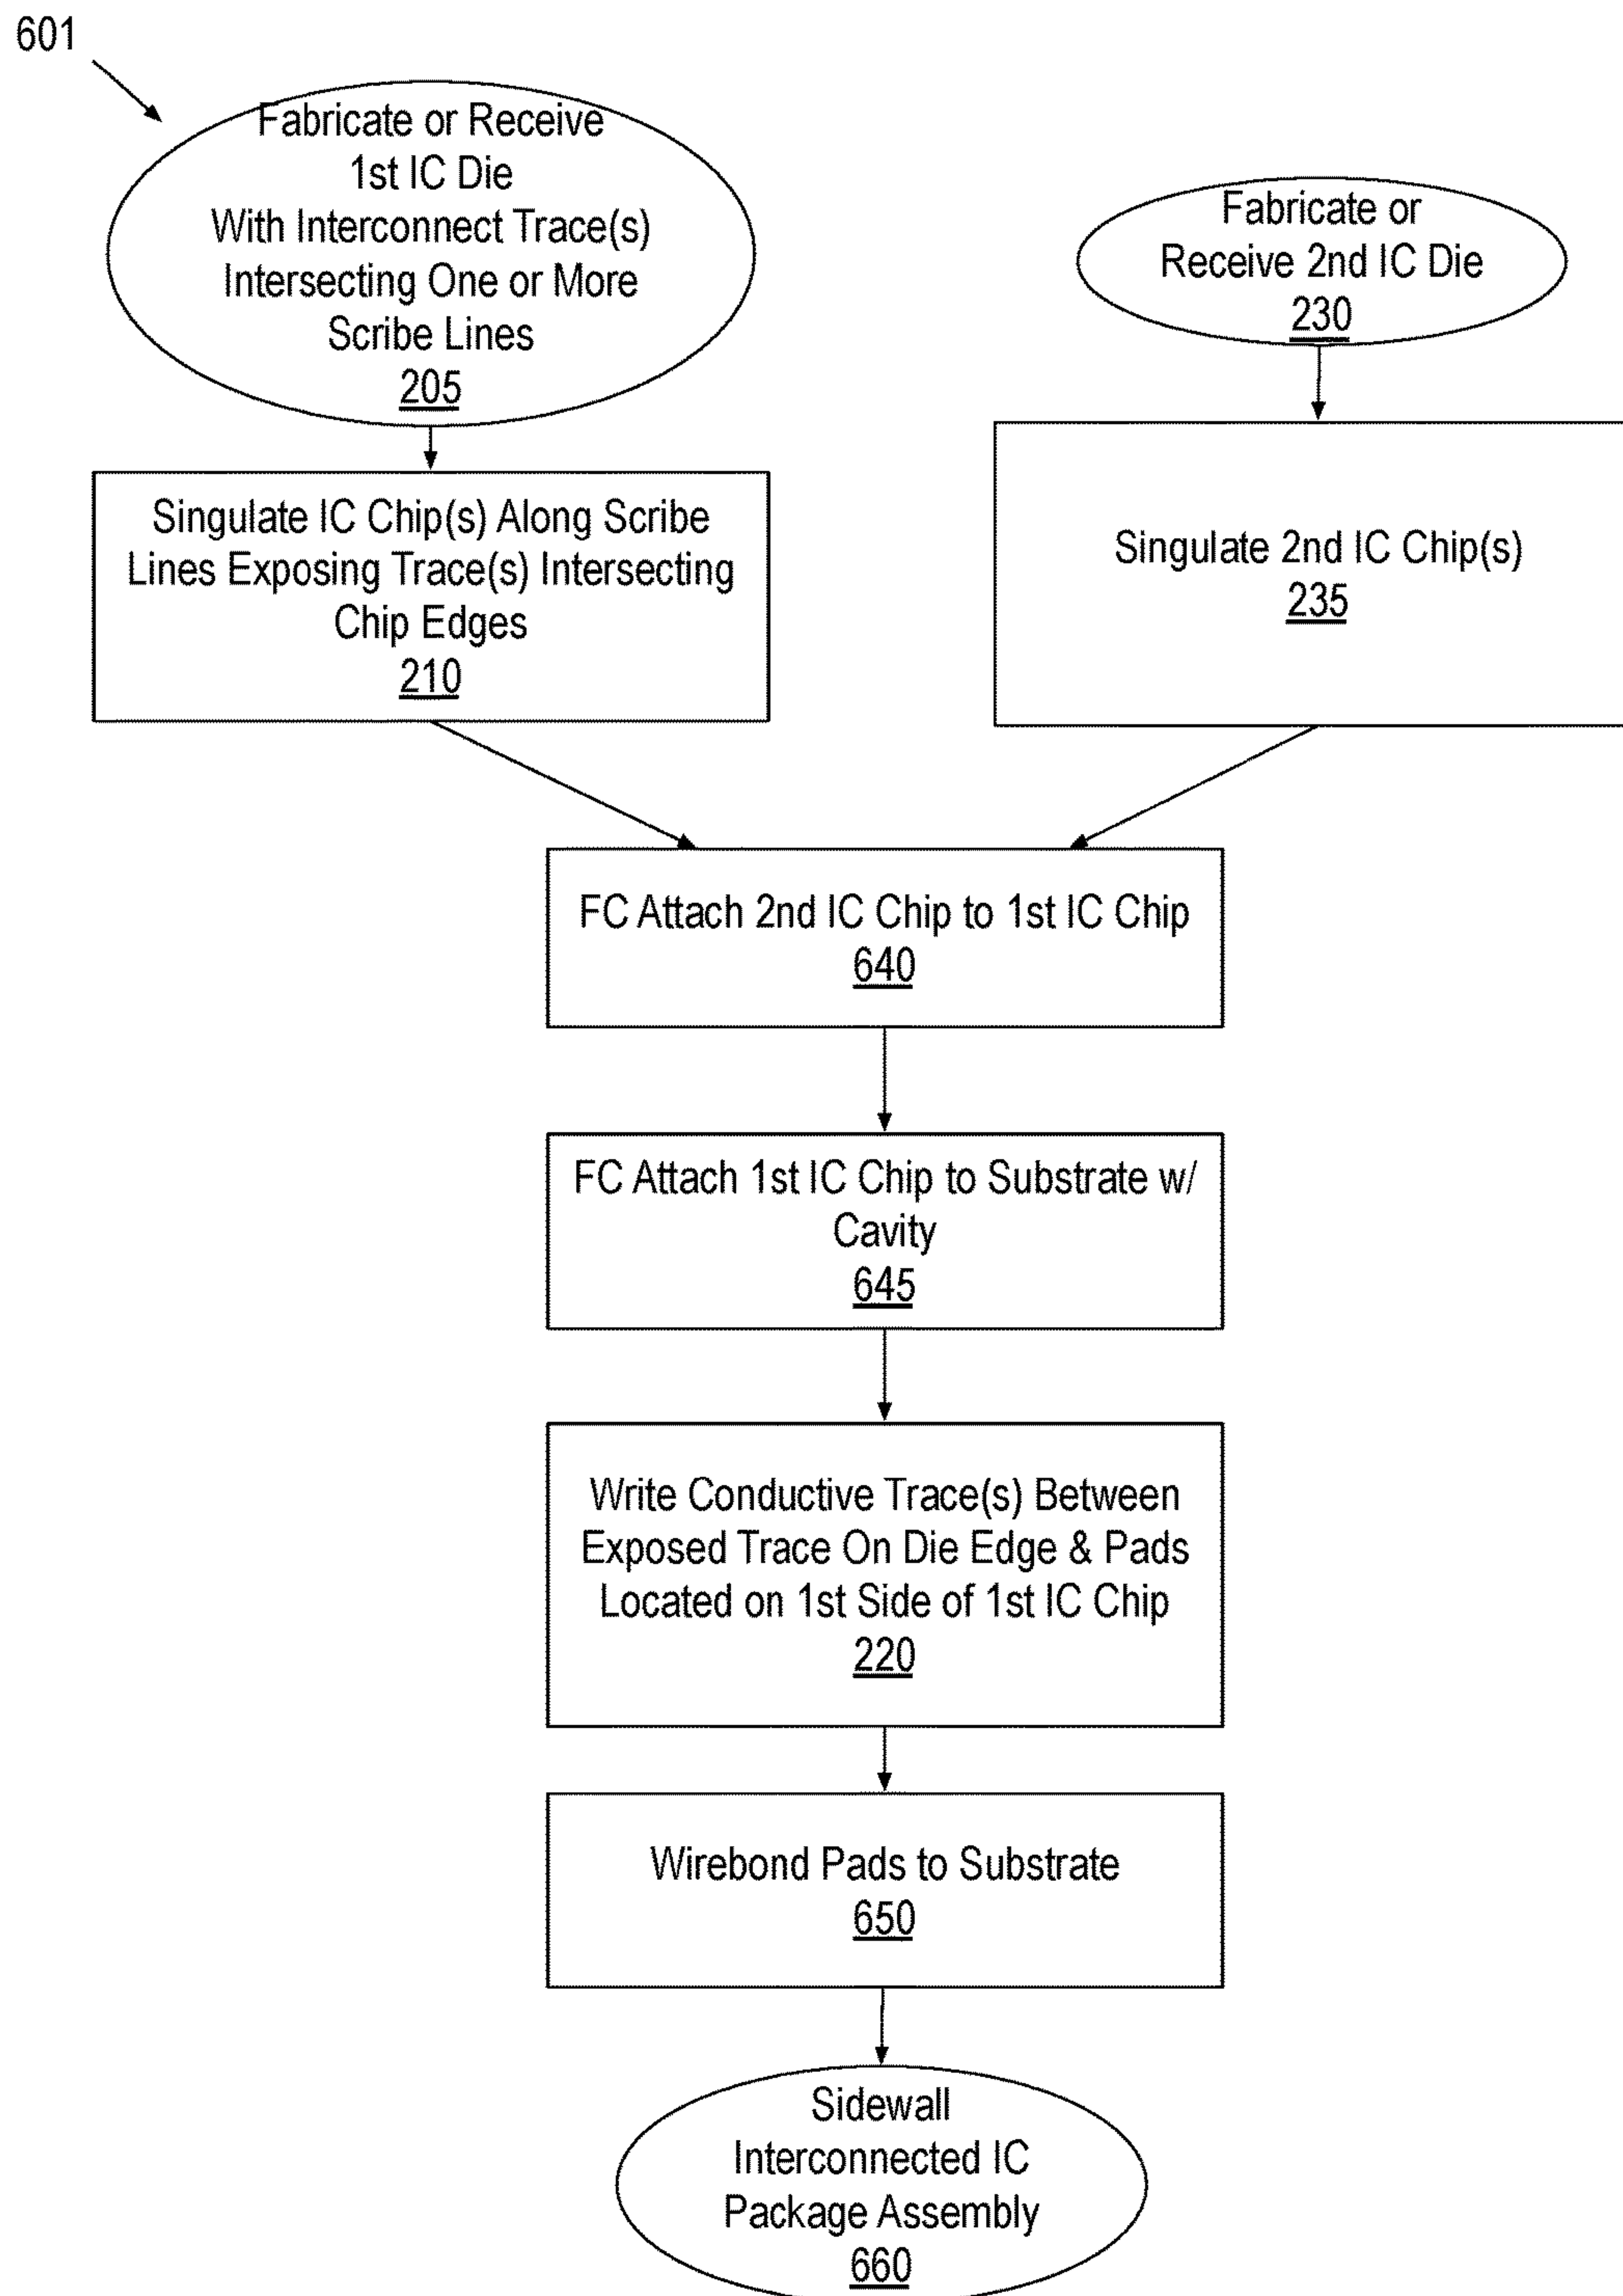 601
Fabricate or Receive
1st IC Die
With Interconnect Trace(s)
Intersecting One or More
Scribe Lines
205
Fabricate or
Receive 2nd IC Die
230
Singulate IC Chip(s) Along Scribe
Lines Exposing Trace(s) Intersecting
Chip Edges
210
Singulate 2nd IC Chip(s)
235
FC Attach 2nd IC Chip to 1st IC Chip
640
FC Attach 1st IC Chip to Substrate w/
Cavity
645
Write Conductive Trace(s) Between
Exposed Trace On Die Edge & Pads
Located on 1st Side of 1st IC Chip
220
Wirebond Pads to Substrate
650
Sidewall
Interconnected IC
Package Assembly
660